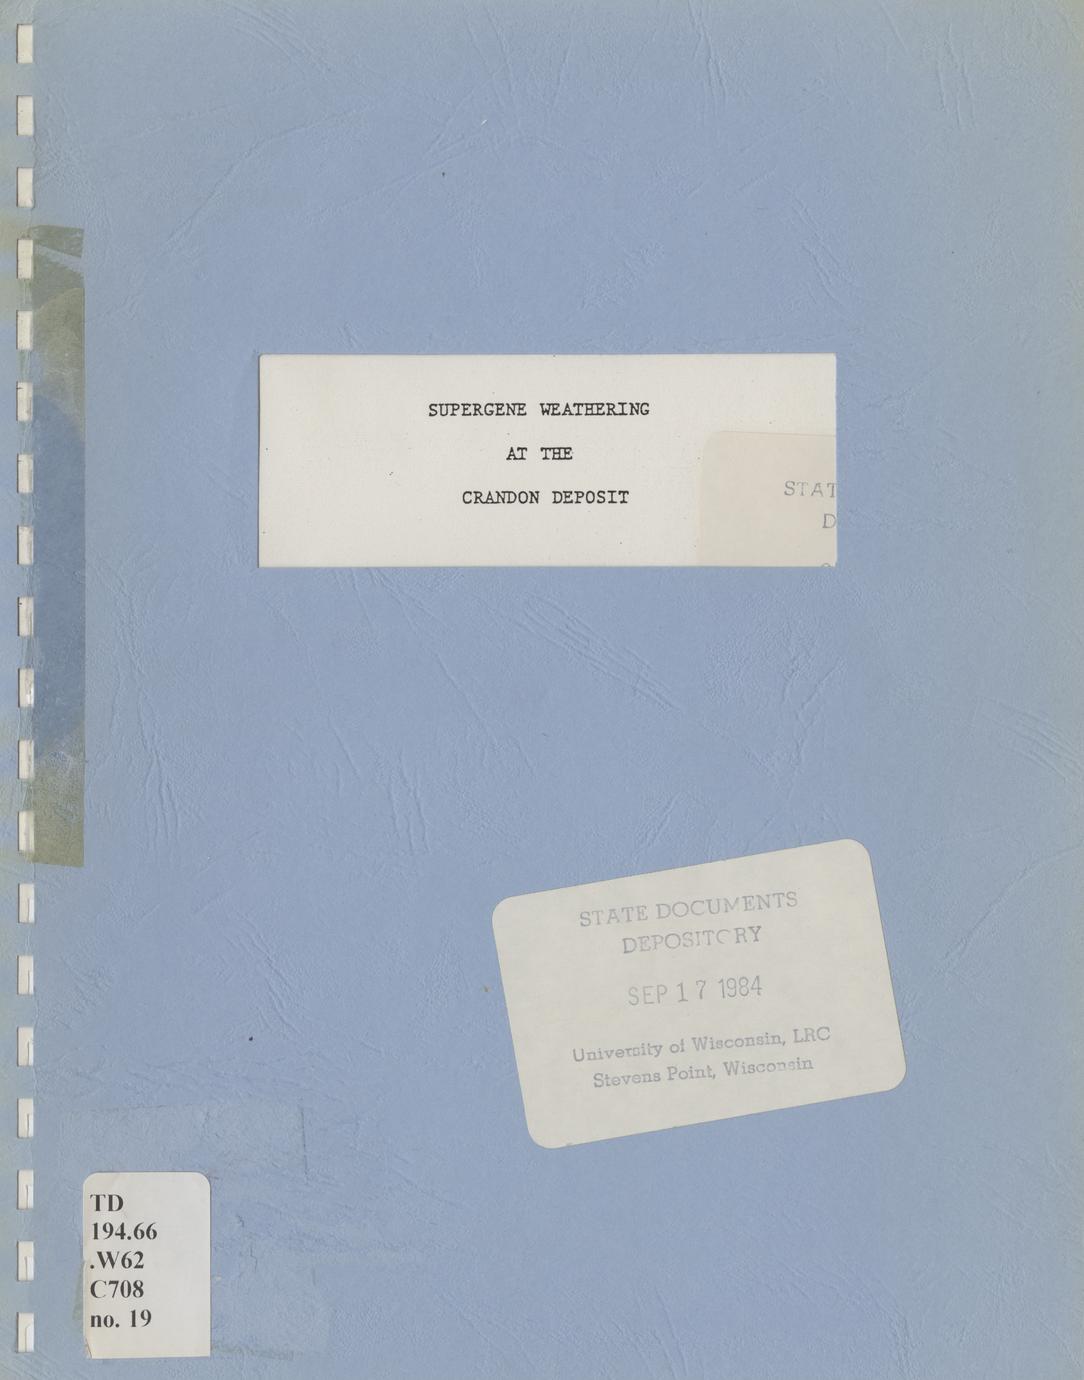 SUPERGENE WEATHERING
AT THE
CRANDON DEPOSIT
STAT
D
STATE DOCUMENTS
DEPOSITORY
SEP 17 1984
University of Wisconsin, LRC
Stevens Point, Wisconsin
TD
194.66
.W62
C708
no. 19